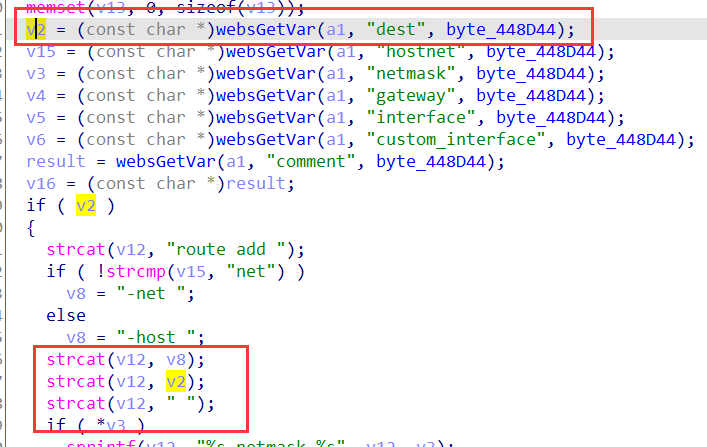 memset(v13, 0, sizeof(v13));
v2 = (const char *)websGetVar(a1, "dest", byte_448D44);
v15 = (const char *)websGetVar(a1, "hostnet", byte_448D44);
v3 = (const char *)websGetVar(a1, "netmask", byte_448D44);
v4 = (const char *)websGetVar(a1, "gateway", byte_448D44);
v5 = (const char *)websGetVar(a1, "interface", byte_448D44);
v6 = (const char *)websGetVar(a1, "custom_interface", byte_448D44);
result = websGetVar(a1, "comment", byte_448D44);
v16 = (const char *)result;
if ( v2 )
{
strcat(v12, "route add ");
if ( !strcmp(v15, "net") )
v8 = "-net ";
else
v8 = "-host ";
strcat(v12, v8);
strcat(v12, v2);
strcat(v12, " ");
if ( *v3 )
sprintf(v12, "%s netmask %s", v12, v3);